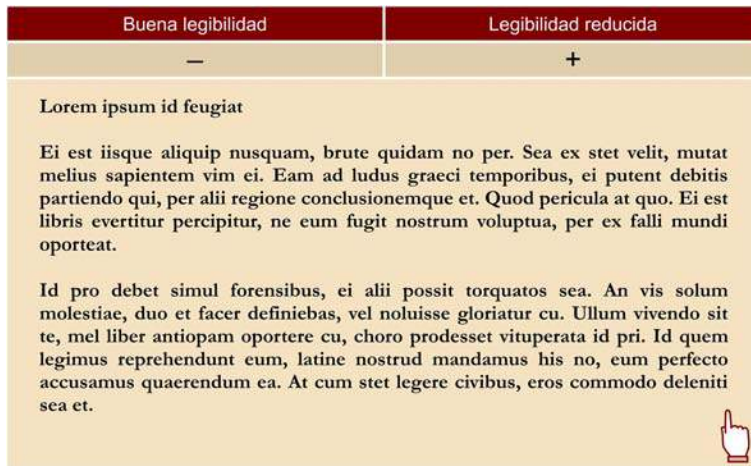 Buena legibilidad Legibilidad reducida
– +
Lorem ipsum id feugiat
Ei est iisque aliquip nusquam, brute quidam no per. Sea ex stet velit, mutat
melius sapientem vim ei. Eam ad ludus graeci temporibus, ei putent debitis
partiendo qui, per alii regione conclusionemque et. Quod pericula at quo. Ei est
libris evertitur percipitur, ne eum fugit nostrum voluptua, per ex falli mundi
oporteat.
Id pro debet simul forensibus, ei alii possit torquatos sea. An vis solum
molestiae, duo et facer definiebas, vel noluisse gloriatur cu. Ullum vivendo sit
te, mel liber antiopam oportere cu, choro prodesset vituperata id pri. Id quem
legimus reprehendunt eum, latine nostrud mandamus his no, eum perfecto
accusamus quaerendum ea. At cum stet legere civibus, eros commodo deleniti
sea et.